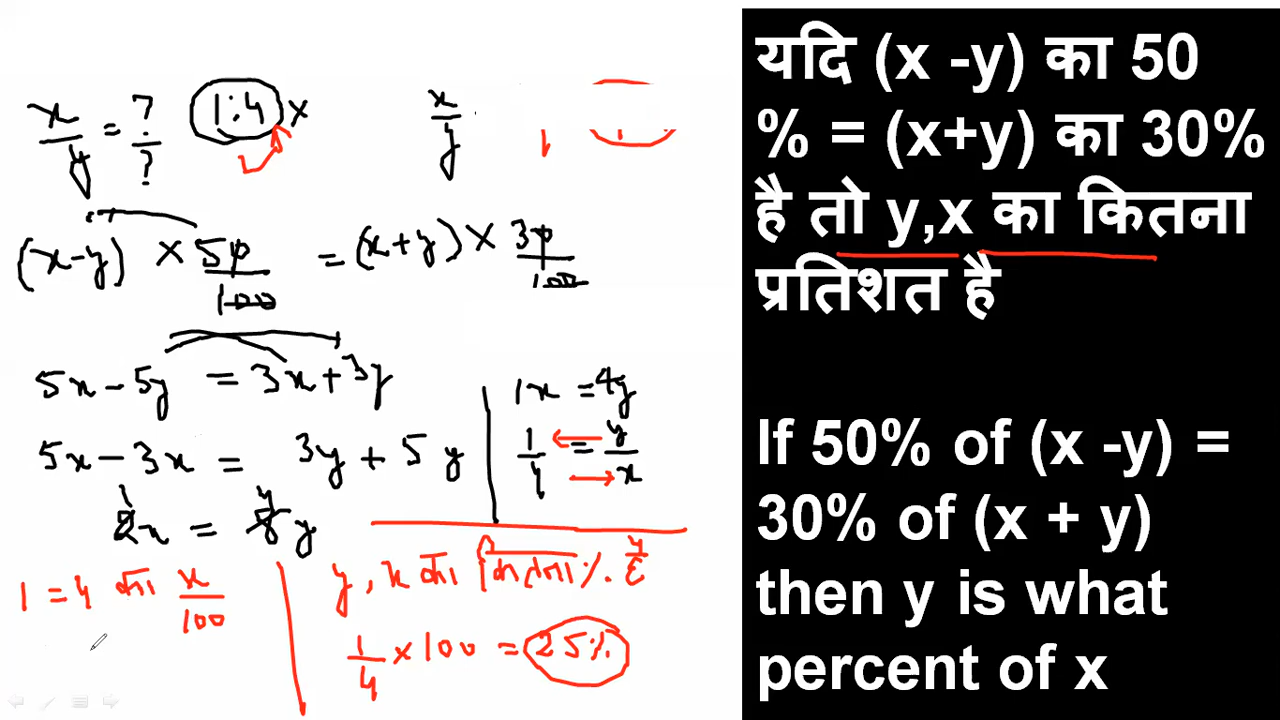 x/y = ?/? 1:4 x
x/y
(x-y) × 50/100 = (x+y) × 30/100
5x - 5y = 3x + 3y
5x - 3x = 3y + 5y
2x = 8y
1 4
1x = 4y
1/4 = y/x
1 = 4 का x/100
y, x का कितना %.
1/4 × 100 = 25%
यदि (x -y) का 50
% = (x+y) का 30%
है तो y,x का कितना
प्रतिशत है
If 50% of (x -y) =
30% of (x + y)
then y is what
percent of x